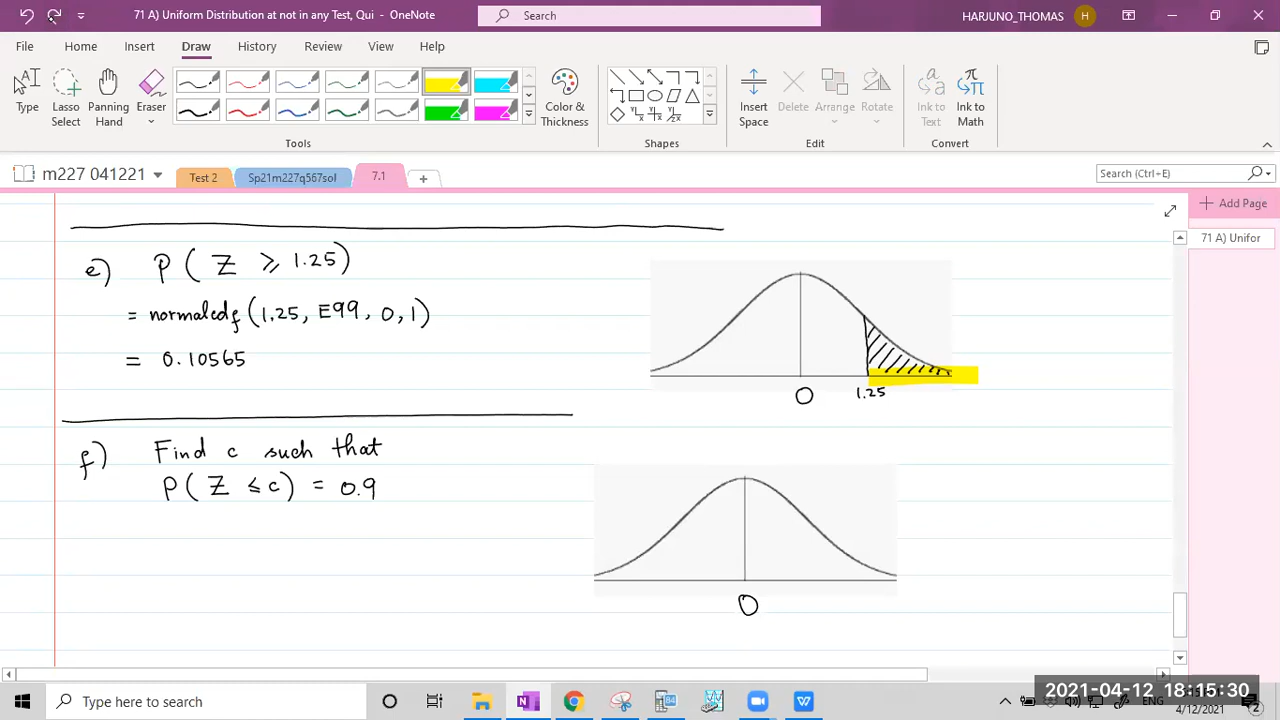 71 A) Uniform Distribution at not in any Test, Qui - OneNote
Search
HARJUNO_THOMAS
H
File Home Insert Draw History Review View Help
Type
Lasso Select
Panning Hand
Eraser
Color & Thickness
Insert Space
Delete
Arrange
Rotate
Ink to Text
Ink to Math
Tools
Shapes
Edit
Convert
m227 041221
Test 2
Sp21m227q567sol
7.1
Search (Ctrl+E)
Add Page
71 A) Unifor
e) P ( Z ⩾ 1.25)
= normalcdf (1.25, E99, 0, 1)
= 0.10565
0
1.25
f) Find c such that
P( Z ≤ c) = 0.9
0
Type here to search
2021-04-12 18:15:30
4/12/2021
2